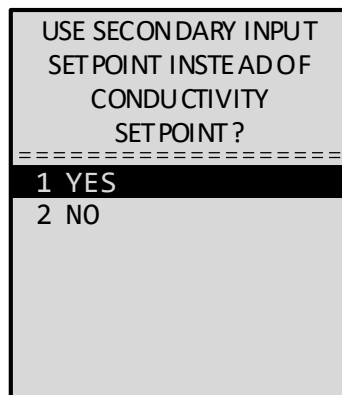 USE SECONDARY INPUT
SETPOINT INSTEAD OF
CONDUCTIVITY
SETPOINT?
===================
1 YES
2 NO